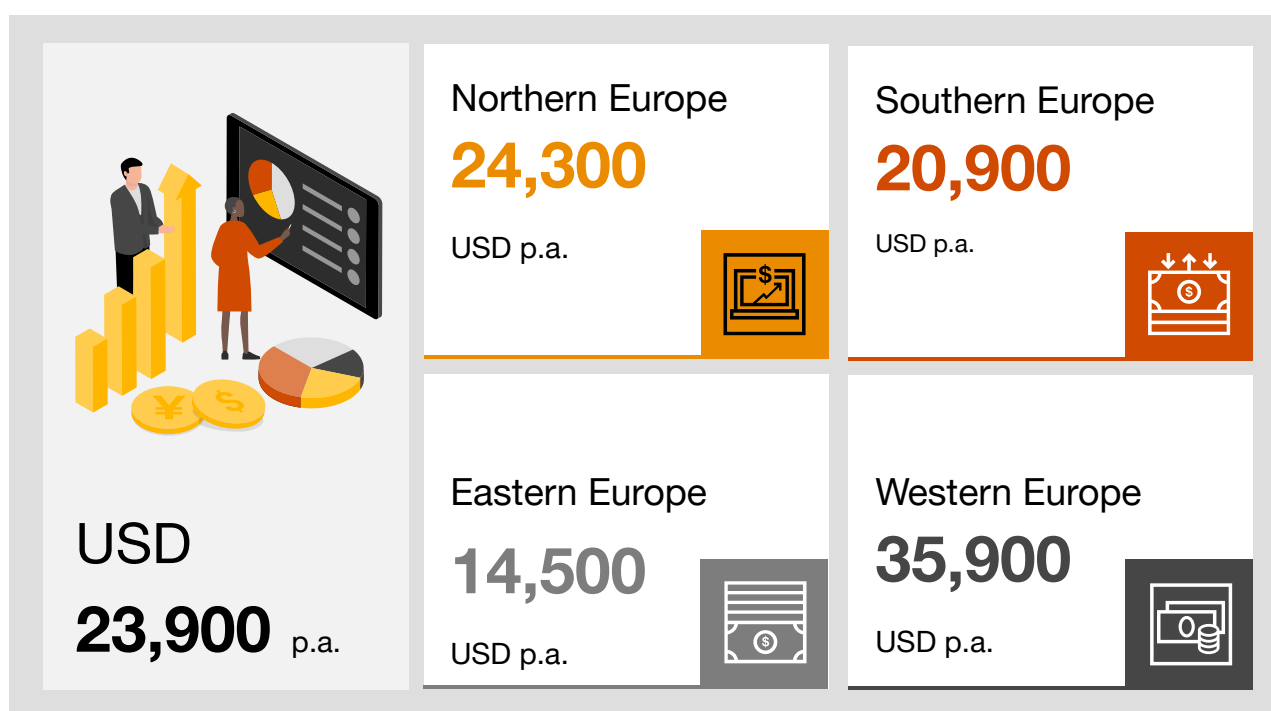 USD
23,900 p.a.
Northern Europe
24,300
USD p.a.
$
Southern Europe
20,900
USD p.a.
$
Eastern Europe
14,500
USD p.a.
$
Western Europe
35,900
USD p.a.
¥
$